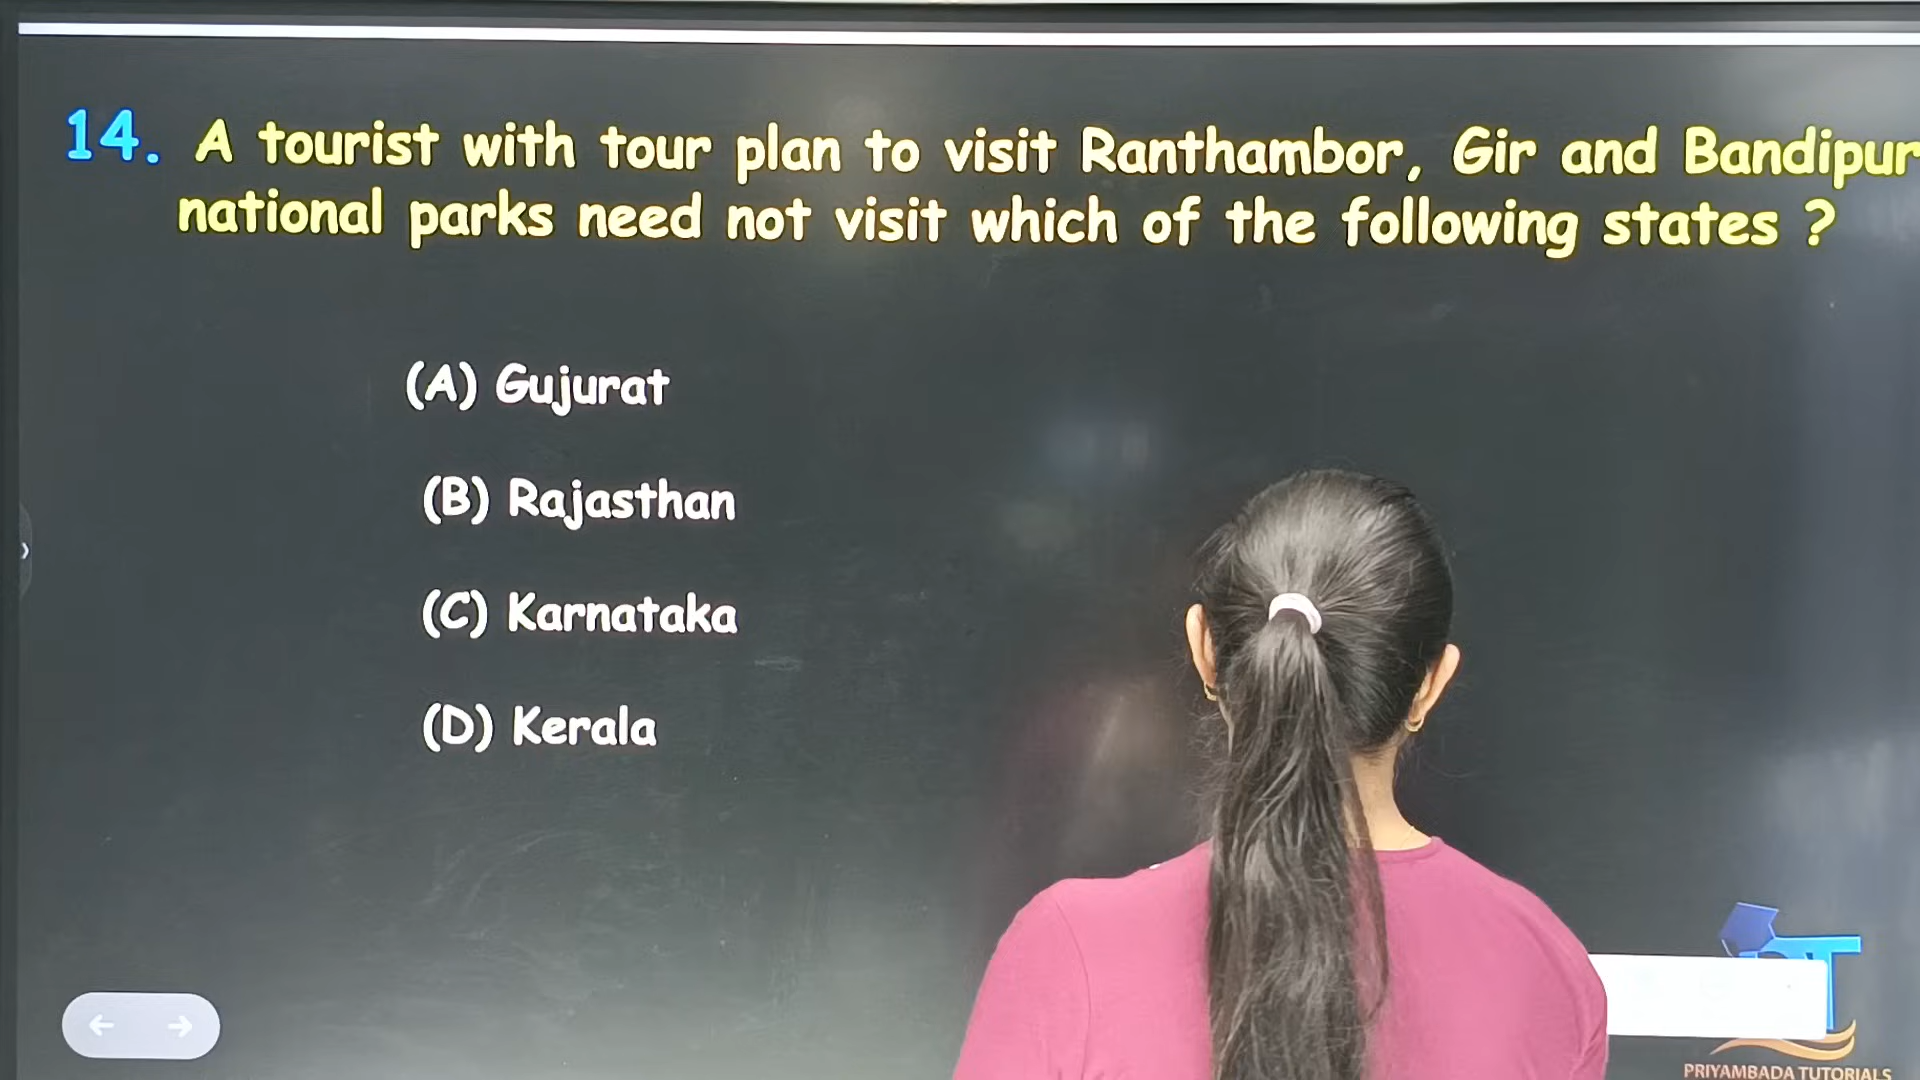 14. A tourist with tour plan to visit Ranthambor, Gir and Bandipur
national parks need not visit which of the following states ?
(A) Gujurat
(B) Rajasthan
(C) Karnataka
(D) Kerala
PRIYAMBADA TUTORIALS